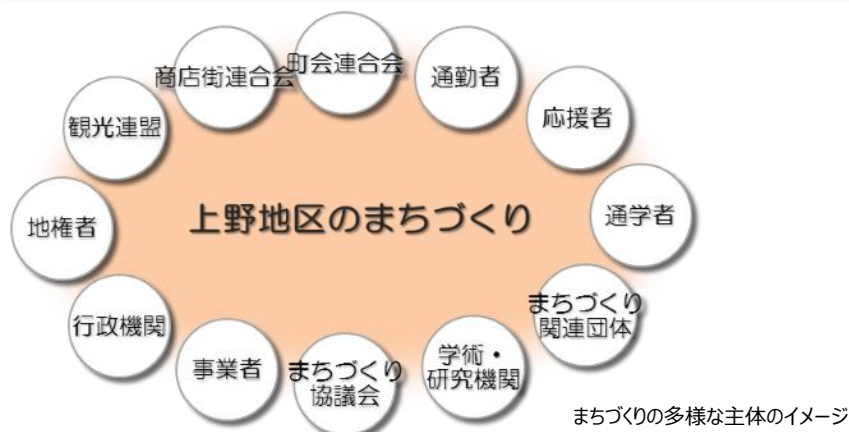 商店街連合会
町会連合会
通勤者
観光連盟
応援者
地権者
上野地区のまちづくり
通学者
行政機関
まちづくり
関連団体
事業者
まちづくり
協議会
学術・
研究機関
まちづくりの多様な主体のイメージ